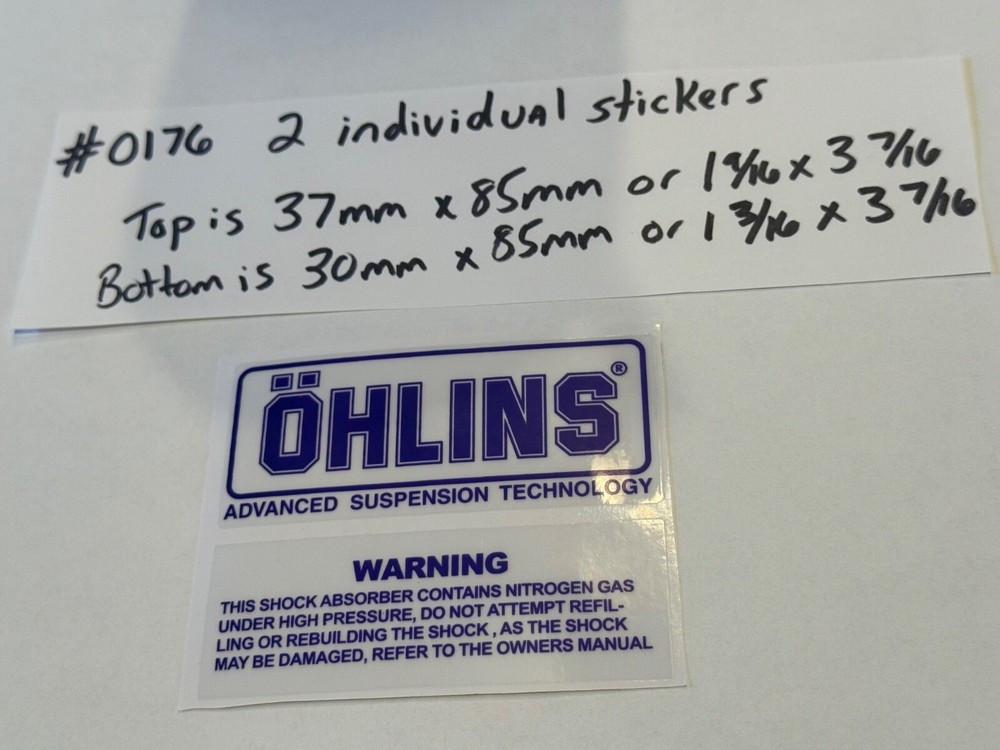 #0176 2 individual stickers
Top is 37mm x 85mm or 1 9/16 x 3 7/16
Bottom is 30mm x 85mm or 1 3/16 x 3 7/16
ÖHLINS®
ADVANCED SUSPENSION TECHNOLOGY
WARNING
THIS SHOCK ABSORBER CONTAINS NITROGEN GAS
UNDER HIGH PRESSURE, DO NOT ATTEMPT REFIL-
LING OR REBUILDING THE SHOCK , AS THE SHOCK
MAY BE DAMAGED, REFER TO THE OWNERS MANUAL